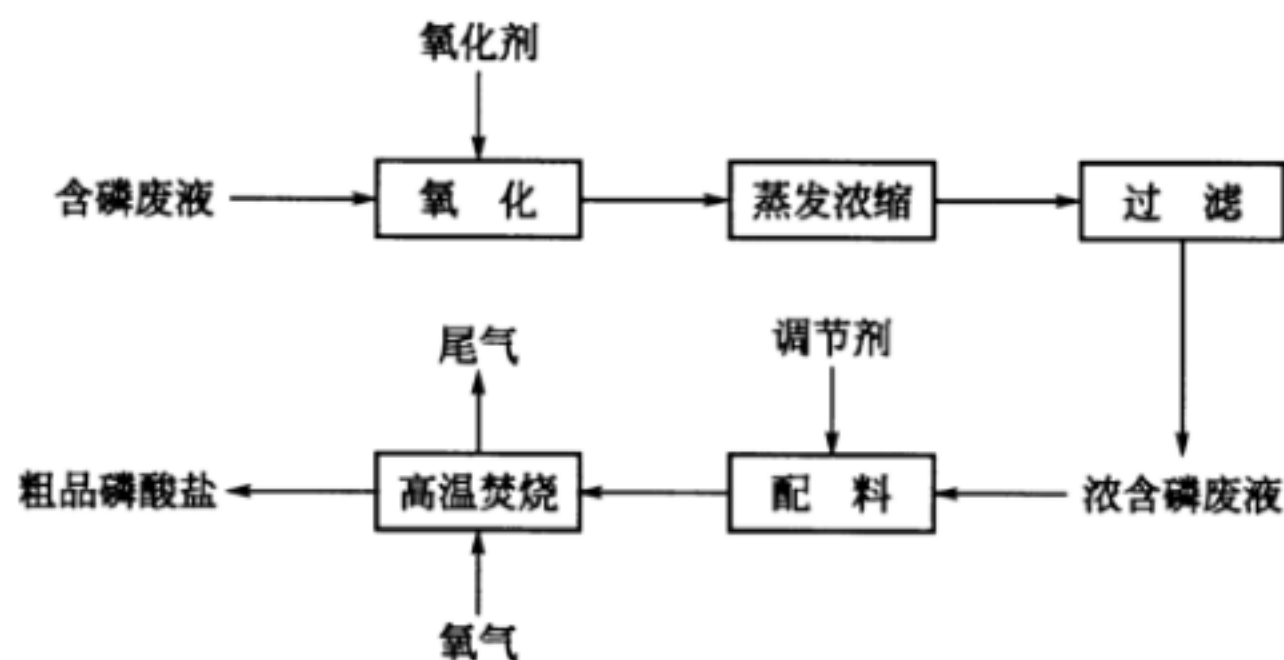 氧化剂
含磷废液
氧 化
蒸发浓缩
过 滤
尾气
调节剂
粗品磷酸盐
高温焚烧
配 料
浓含磷废液
氧气